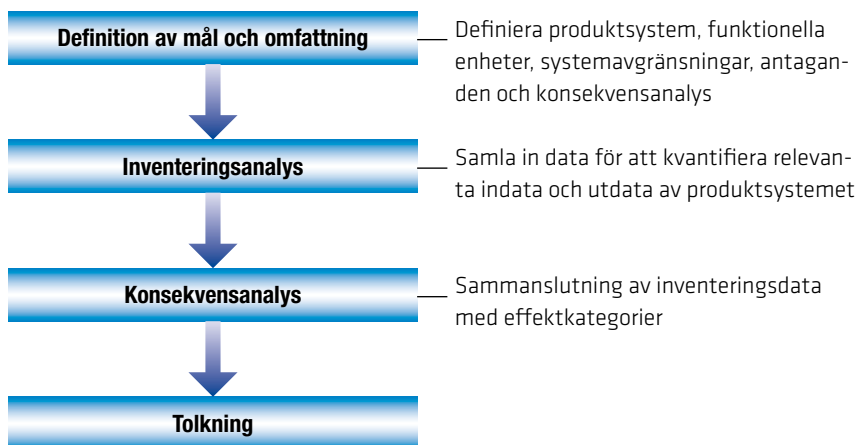 Definition av mål och omfattning
Definiera produktsystem, funktionella
enheter, systemavgränsningar, antagan-
den och konsekvensanalys
Inventeringsanalys
Samla in data för att kvantifiera relevan-
ta indata och utdata av produktsystemet
Konsekvensanalys
Sammanslutning av inventeringsdata
med effektkategorier
Tolkning